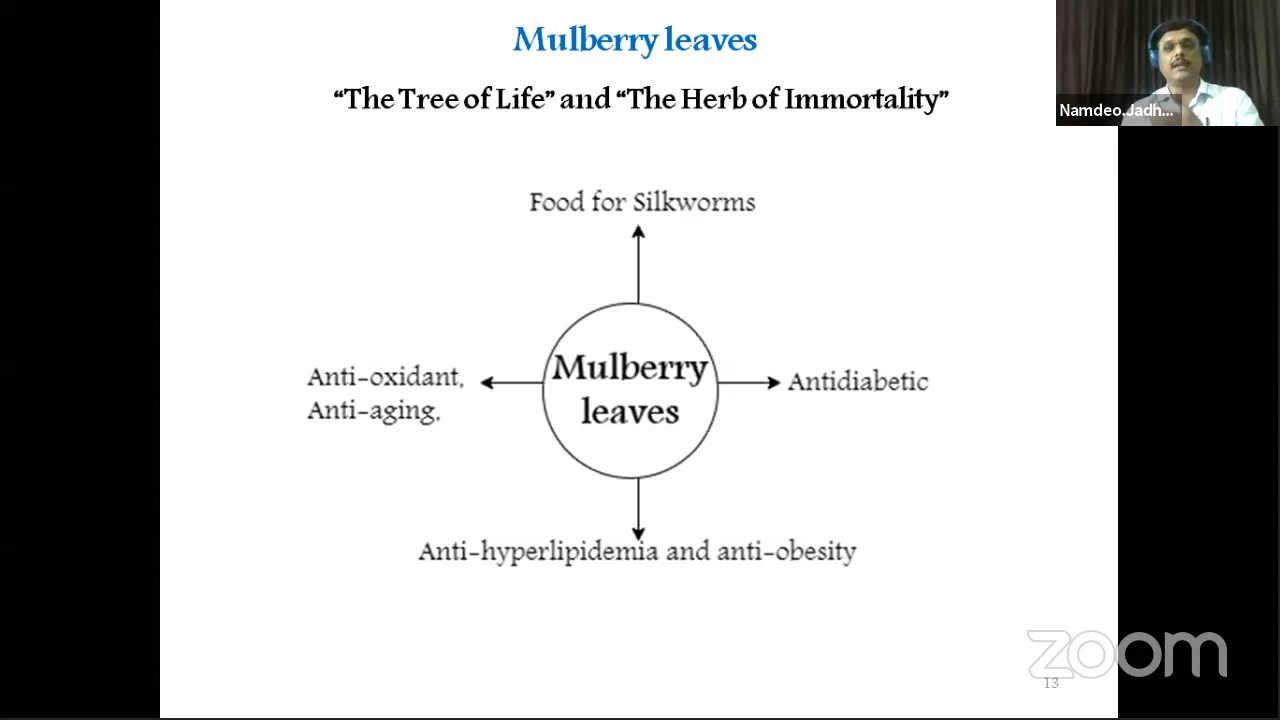 Mulberry leaves
“The Tree of Life” and “The Herb of Immortality”
Namdeo.Jadh...
Food for Silkworms
Anti-oxidant,
Anti-aging,
Mulberry
leaves
Antidiabetic
Anti-hyperlipidemia and anti-obesity
zoom
13